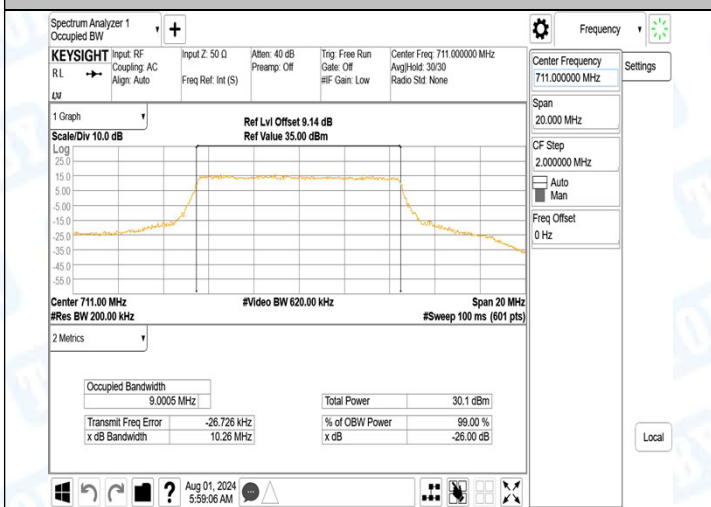 Spectrum Analyzer 1
Occupied BW
Frequency
KEYSIGHT Input: RF Input Z: 50 Ω Atten: 40 dB Trig: Free Run Center Freq: 711.000000 MHz
RL Coupling: AC Preamp: Off Gate: Off Avg|Hold: 30/30
Align: Auto Freq Ref: Int (S) #IF Gain: Low Radio Std: None
Center Frequency
711.000000 MHz
Settings
Span
20.000 MHz
CF Step
2.000000 MHz
Auto
Man
Freq Offset
0 Hz
Local
1 Graph
Ref Lvl Offset 9.14 dB
Scale/Div 10.0 dB Ref Value 35.00 dBm
Log
25.0
15.0
5.00
-5.00
-15.0
-25.0
-35.0
-45.0
-55.0
Center 711.00 MHz #Video BW 620.00 kHz Span 20 MHz
#Res BW 200.00 kHz #Sweep 100 ms (601 pts)
2 Metrics
Occupied Bandwidth
9.0005 MHz Total Power 30.1 dBm
Transmit Freq Error -26.726 kHz % of OBW Power 99.00 %
x dB Bandwidth 10.26 MHz x dB -26.00 dB
? Aug 01, 2024
5:59:06 AM